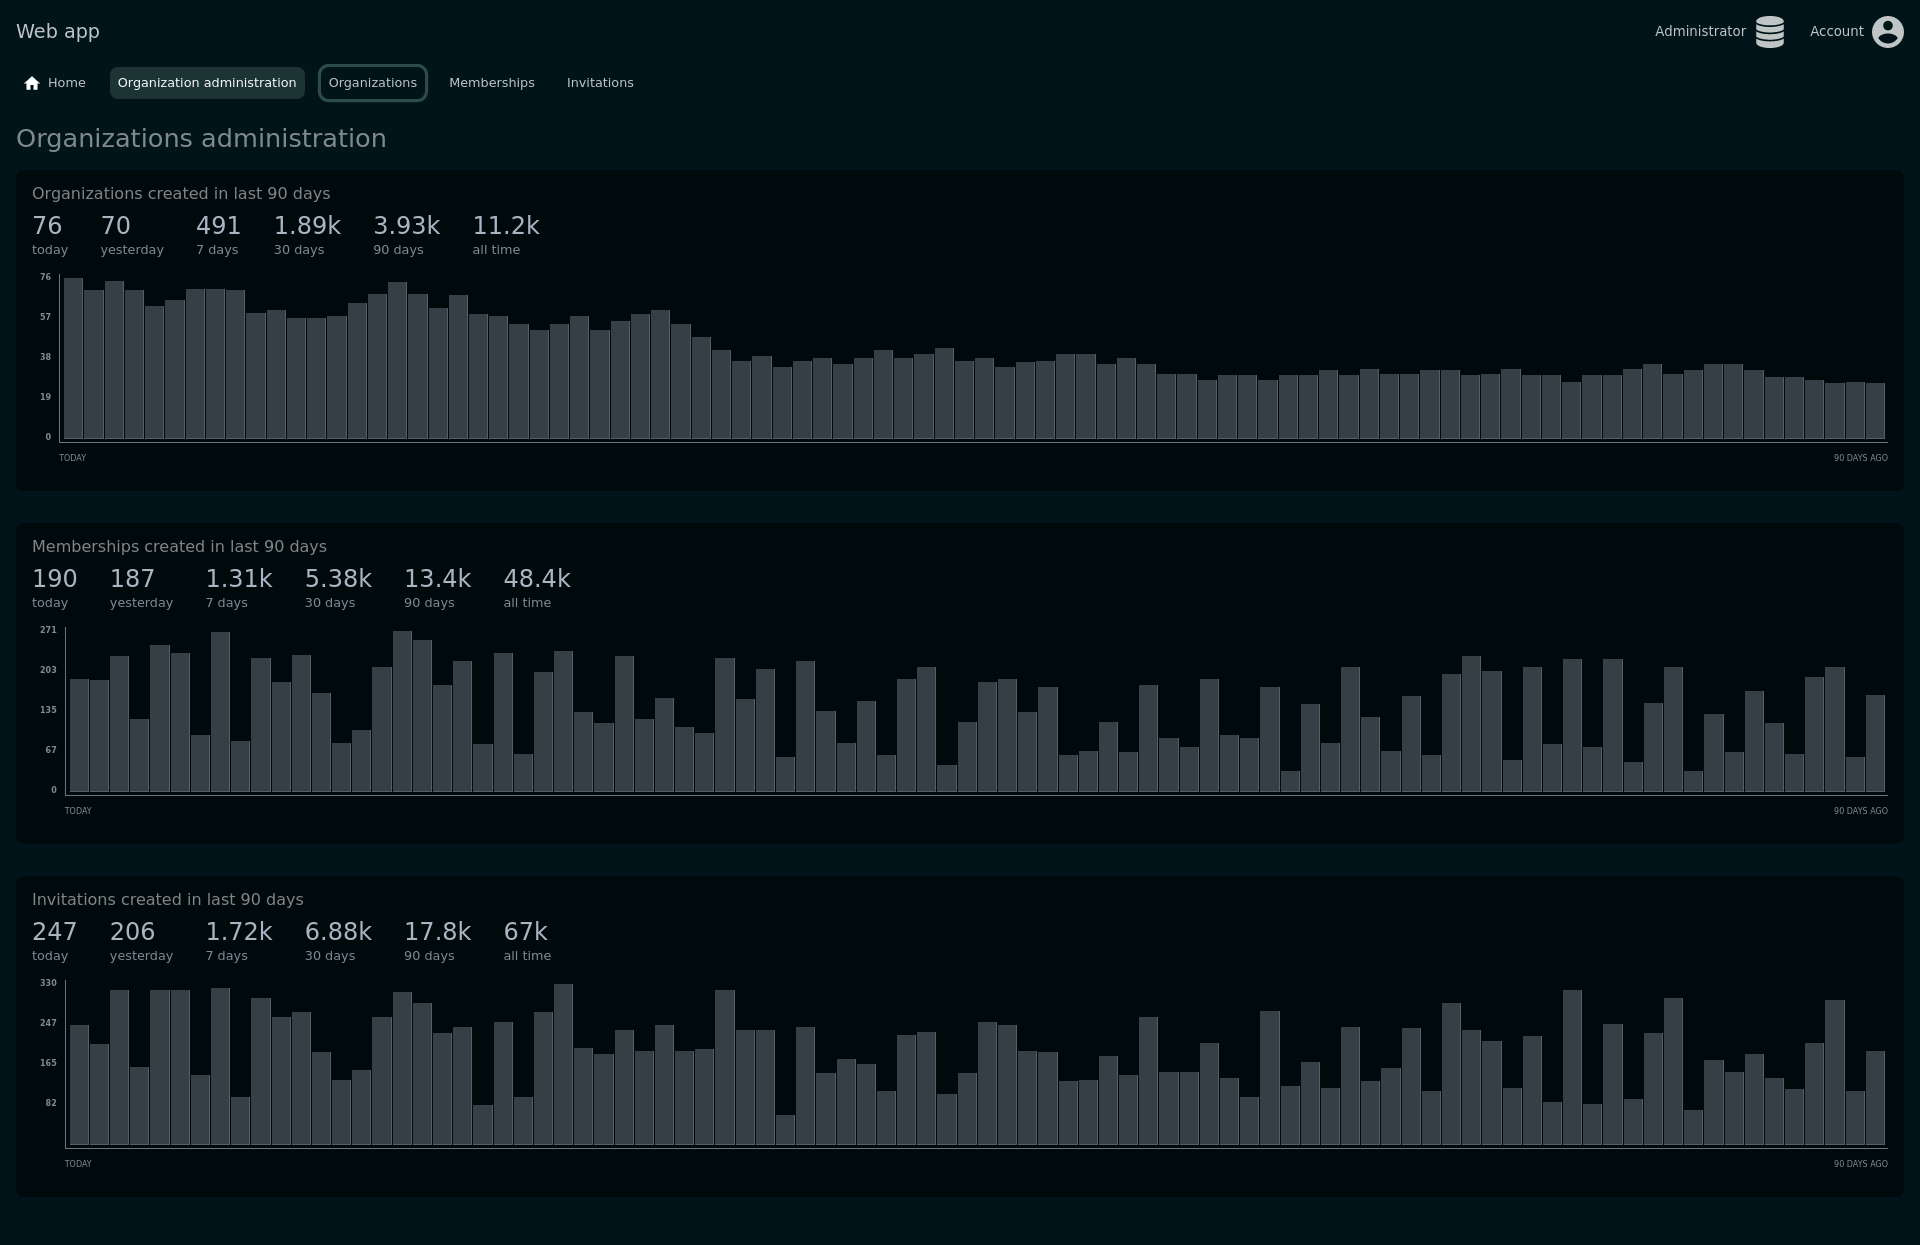 Web app
Administrator
Account
Home
Organization administration
Organizations
Memberships
Invitations
Organizations administration
Organizations created in last 90 days
76 70 491 1.89k 3.93k 11.2k
today yesterday 7 days 30 days 90 days all time
76
57
38
19
0
TODAY 90 DAYS AGO
Memberships created in last 90 days
190 187 1.31k 5.38k 13.4k 48.4k
today yesterday 7 days 30 days 90 days all time
271
203
135
67
0
TODAY 90 DAYS AGO
Invitations created in last 90 days
247 206 1.72k 6.88k 17.8k 67k
today yesterday 7 days 30 days 90 days all time
330
247
165
82
TODAY 90 DAYS AGO